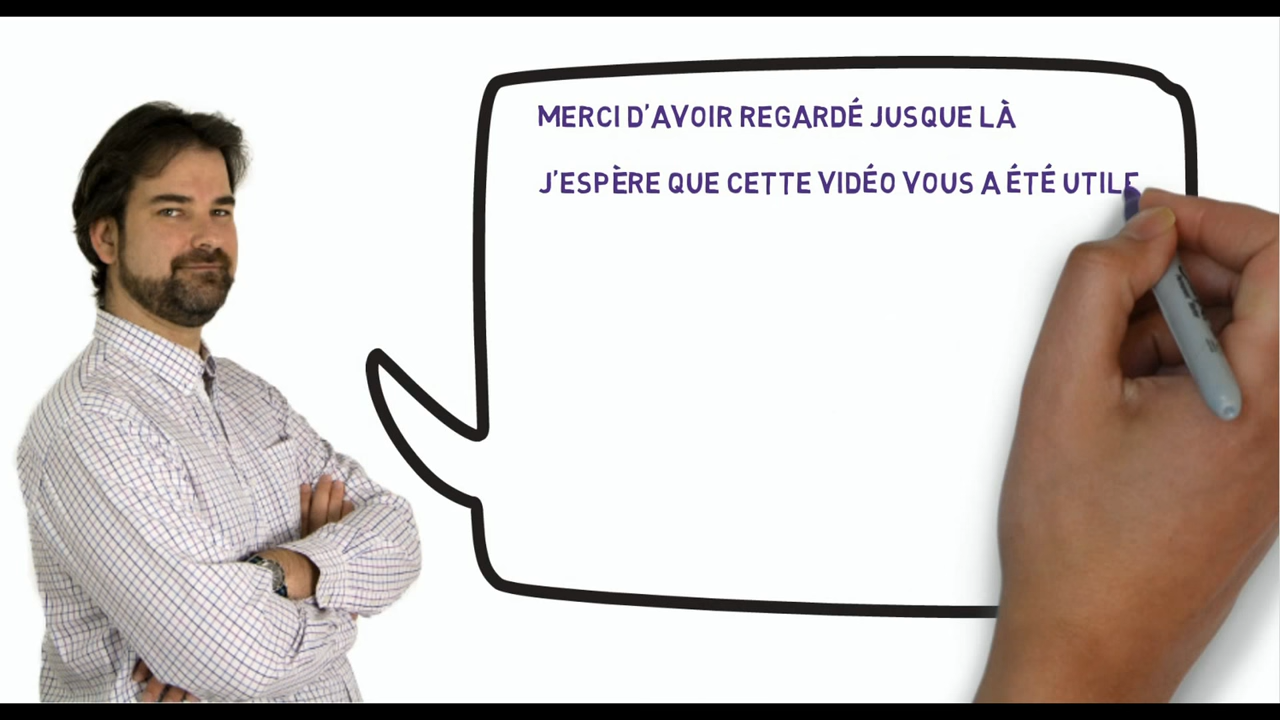 MERCI D'AVOIR REGARDÉ JUSQUE LÀ
J'ESPÈRE QUE CETTE VIDÉO VOUS A ÉTÉ UTILE